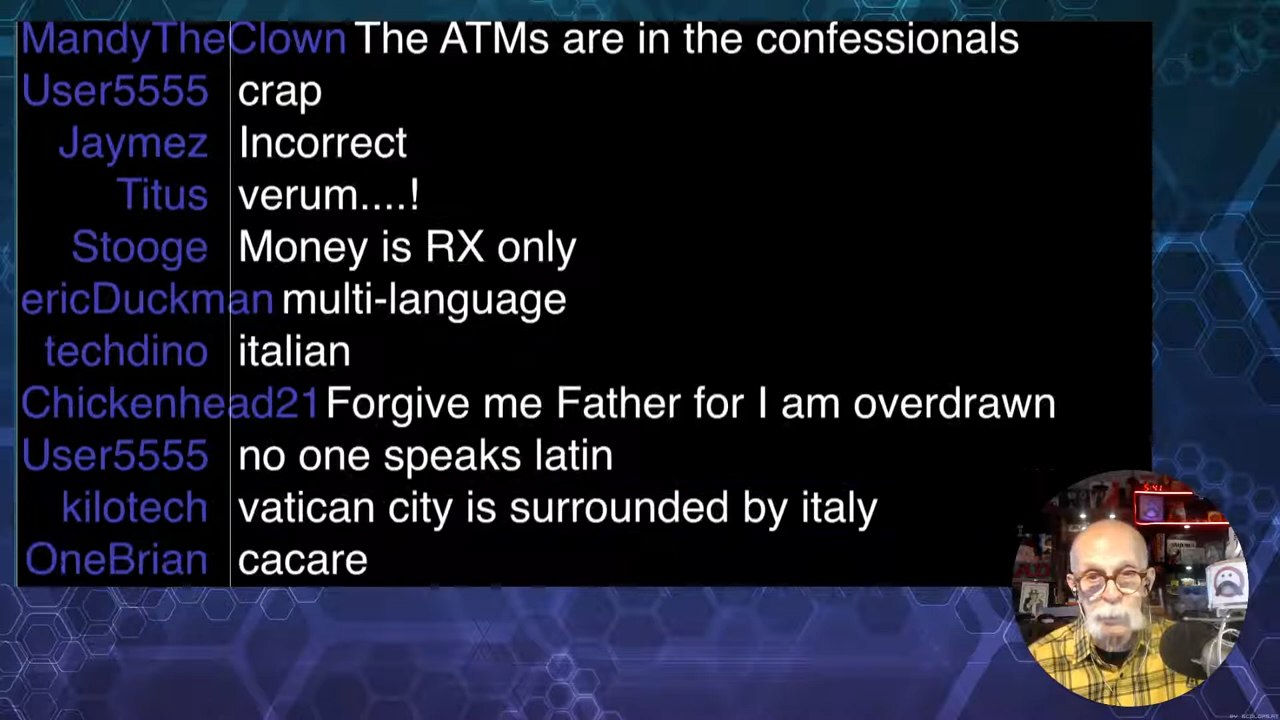 MandyTheClown The ATMs are in the confessionals
User5555 crap
Jaymez Incorrect
Titus verum....!
Stooge Money is RX only
ericDuckman multi-language
techdino italian
Chickenhead21 Forgive me Father for I am overdrawn
User5555 no one speaks latin
kilotech vatican city is surrounded by italy
OneBrian cacare